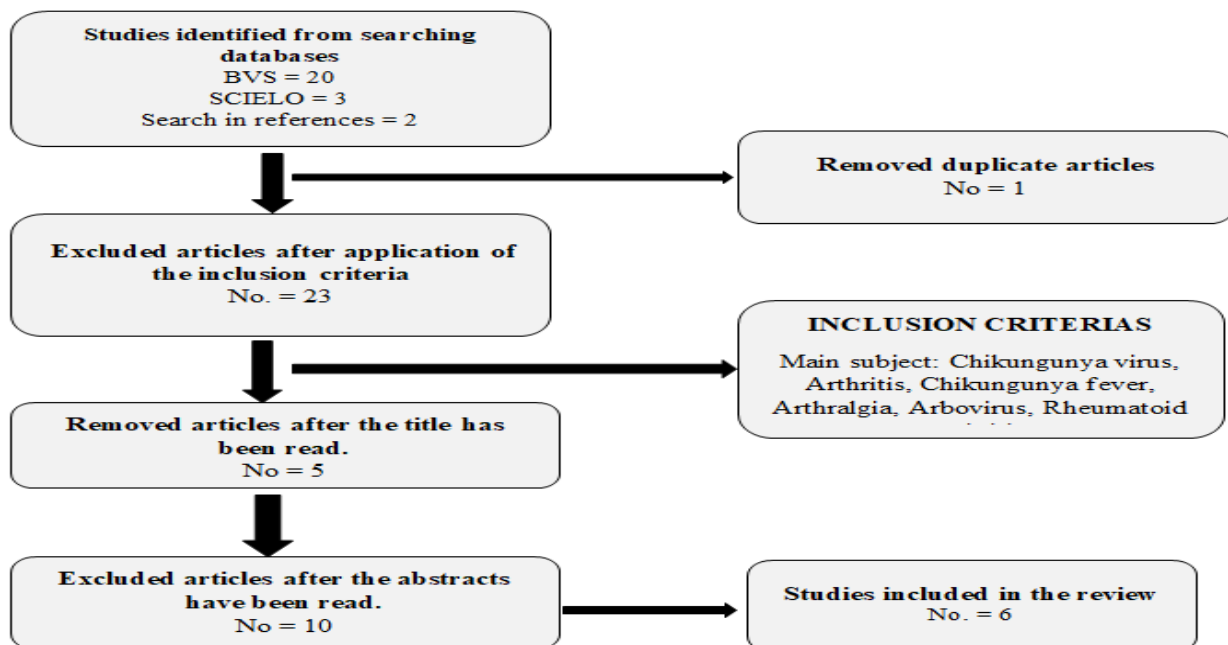 Studies identified from searching
databases
BVS = 20
SCIELO = 3
Search in references = 2
Removed duplicate articles
No = 1
Excluded articles after application of
the inclusion criteria
No. = 23
INCLUSION CRITERIAS
Main subject: Chikungunya virus,
Arthritis, Chikungunya fever,
Arthralgia, Arbovirus, Rheumatoid
Removed articles after the title has
been read.
No = 5
Excluded articles after the abstracts
have been read.
No = 10
Studies included in the review
No. = 6